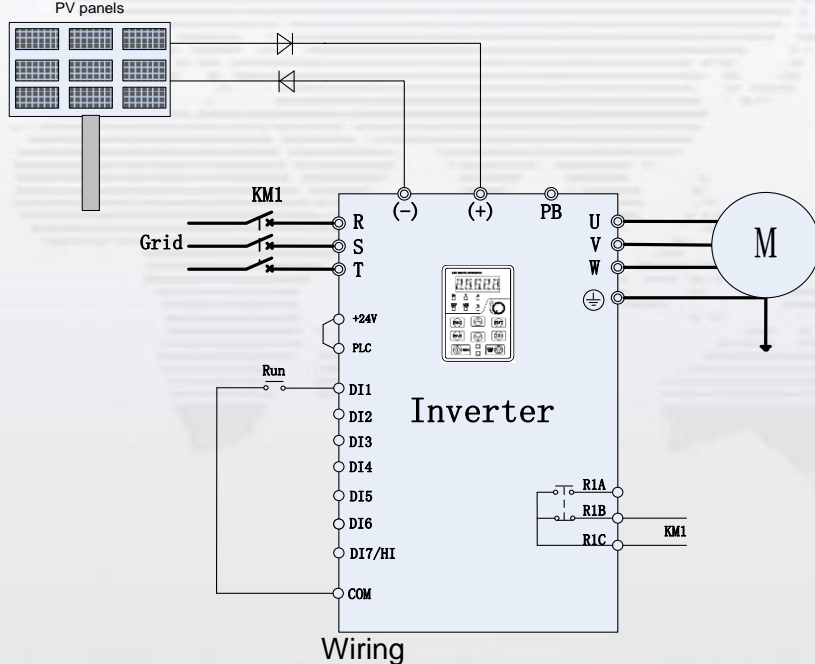 PV panels
KM1
Grid
(-)
(+)
PB
R
S
T
U
V
W
M
+24V
PLC
Run
DI1
DI2
DI3
DI4
DI5
DI6
DI7/HI
COM
Inverter
R1A
R1B
R1C
KM1
Wiring